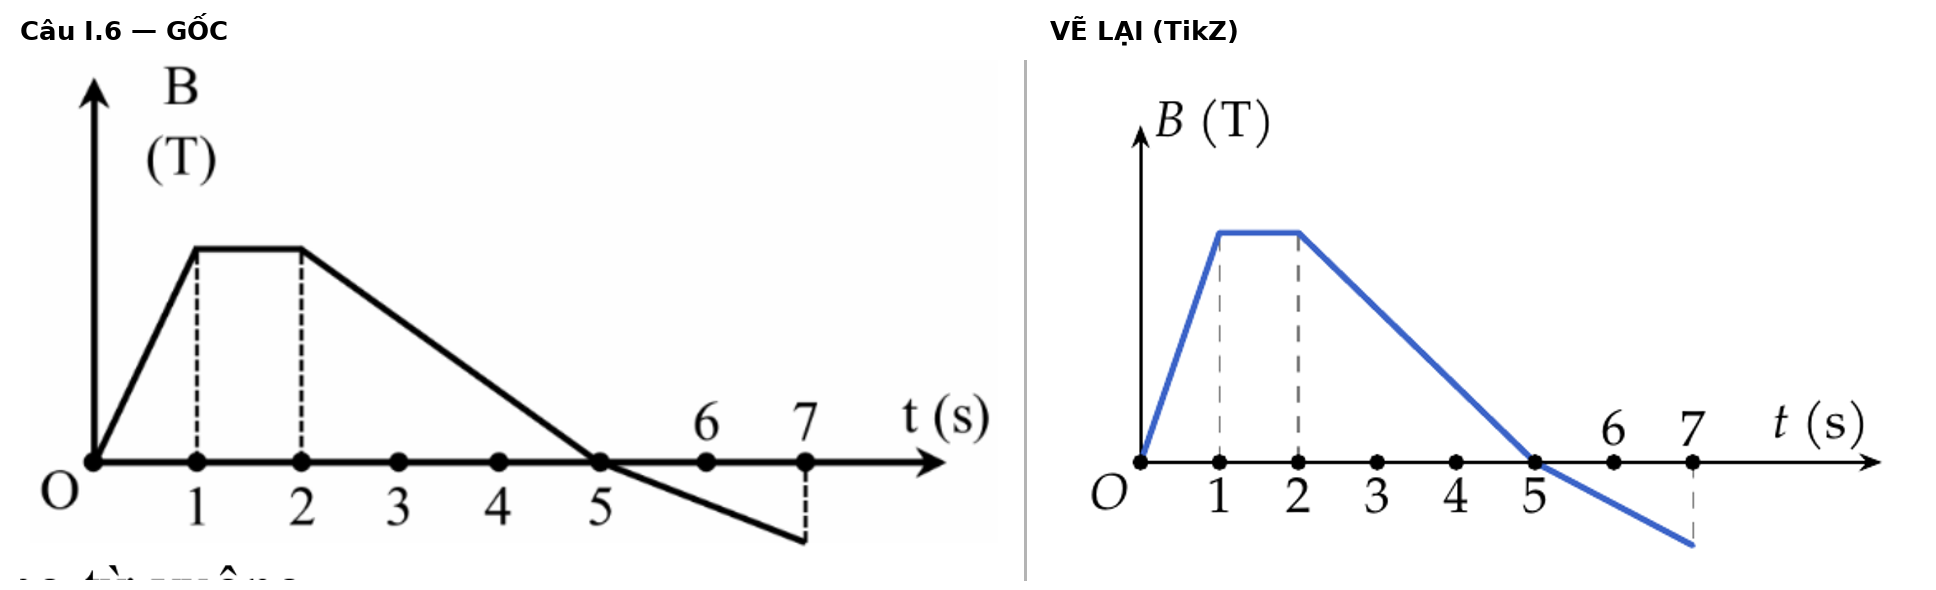 Câu I.6 — GỐC
B
(T)
6 7 t (s)
O 1 2 3 4 5
VẼ LẠI (TikZ)
B (T)
6 7 t (s)
O 1 2 3 4 5